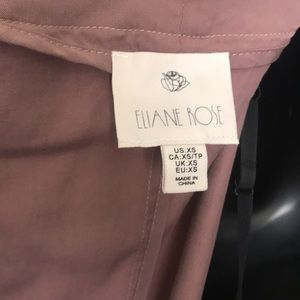 ELIANE ROSE
US:XS
CA:XS/TP
UK:XS
EU:XS
MADE IN
CHINA